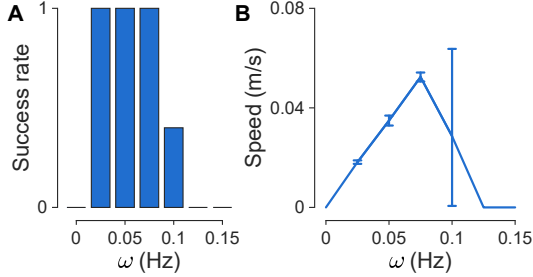 A
Success rate
1
0
0
0.05
0.1
0.15
ω (Hz)
B
Speed (m/s)
0.08
0.04
0
0
0.05
0.1
0.15
ω (Hz)